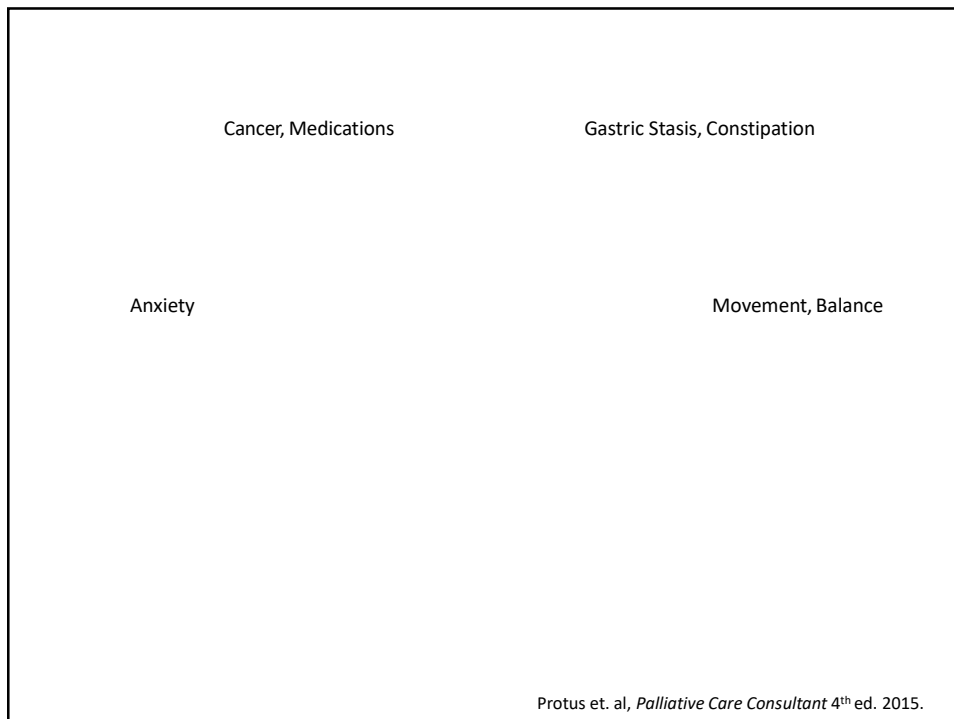 Cancer, Medications
Gastric Stasis, Constipation
Anxiety
Movement, Balance
Protus et. al, Palliative Care Consultant 4th ed. 2015.